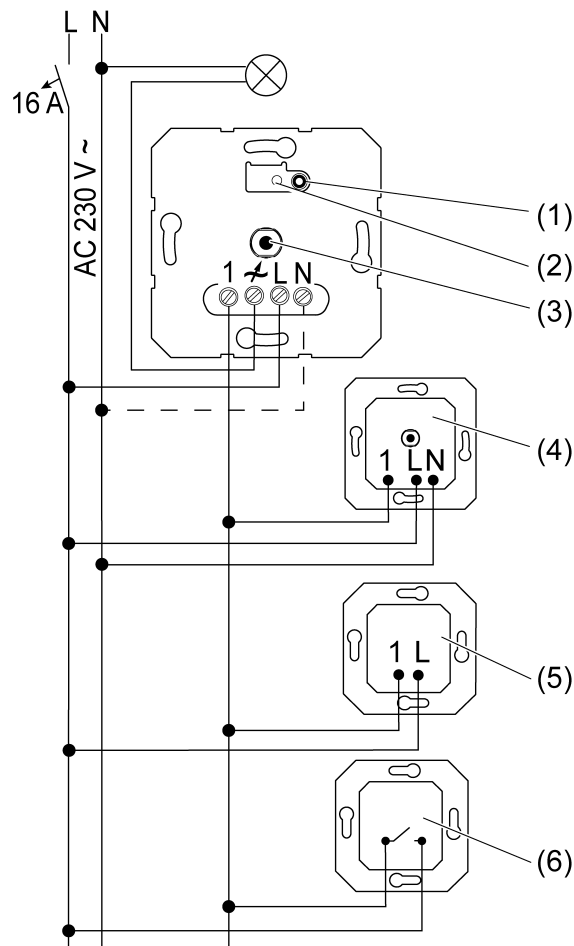 L N
16 A
AC 230 V ~
(1)
(2)
(3)
1 L N
(4)
1 L N
(5)
1 L
(6)